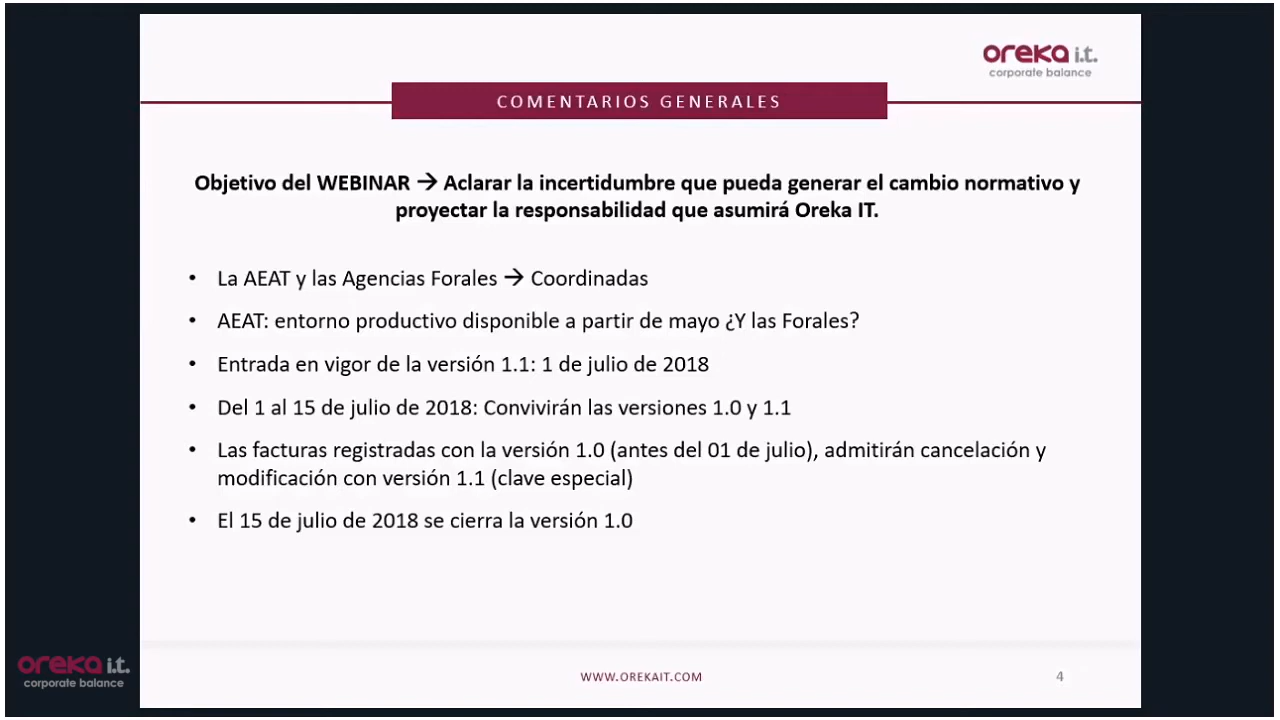 oreka i.t.
corporate balance
COMENTARIOS GENERALES
Objetivo del WEBINAR → Aclarar la incertidumbre que pueda generar el cambio normativo y
proyectar la responsabilidad que asumirá Oreka IT.
• La AEAT y las Agencias Forales → Coordinadas
• AEAT: entorno productivo disponible a partir de mayo ¿Y las Forales?
• Entrada en vigor de la versión 1.1: 1 de julio de 2018
• Del 1 al 15 de julio de 2018: Convivirán las versiones 1.0 y 1.1
• Las facturas registradas con la versión 1.0 (antes del 01 de julio), admitirán cancelación y
modificación con versión 1.1 (clave especial)
• El 15 de julio de 2018 se cierra la versión 1.0
oreka i.t.
corporate balance
WWW.OREKAIT.COM
4